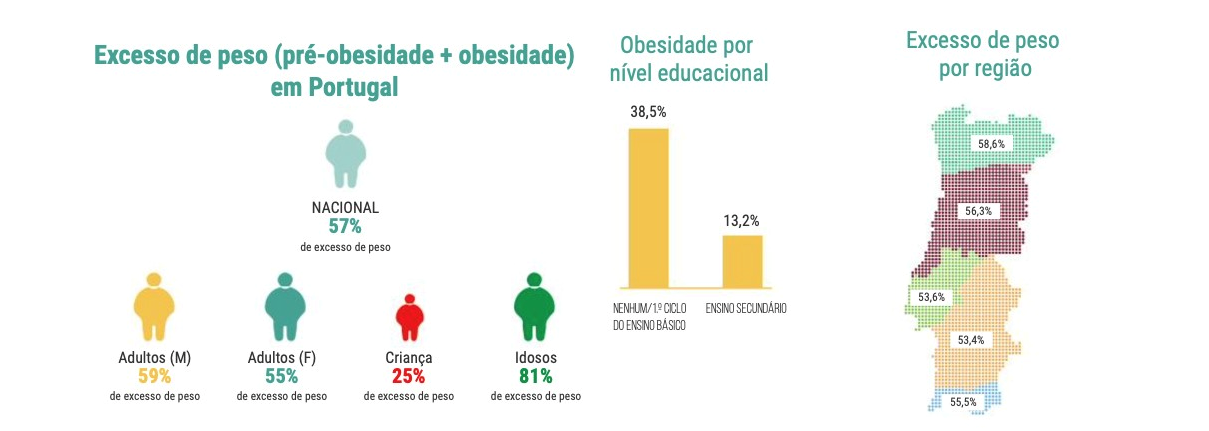 Excesso de peso (pré-obesidade + obesidade)
em Portugal
NACIONAL
57%
de excesso de peso
Adultos (M)
59%
de excesso de peso
Adultos (F)
55%
de excesso de peso
Criança
25%
de excesso de peso
Idosos
81%
de excesso de peso
Obesidade por
nível educacional
38,5%
13,2%
NENHUM/1.º CICLO
DO ENSINO BÁSICO
ENSINO SECUNDÁRIO
Excesso de peso
por região
58,6%
56,3%
53,6%
53,4%
55,5%